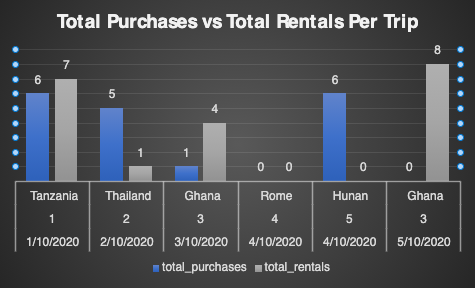 Total Purchases vs Total Rentals Per Trip
6 7 5 1 1 4 0 0 6 0 0 8
Tanzania Thailand Ghana Rome Hunan Ghana
1 2 3 4 5 3
1/10/2020 2/10/2020 3/10/2020 4/10/2020 4/10/2020 5/10/2020
total_purchases total_rentals